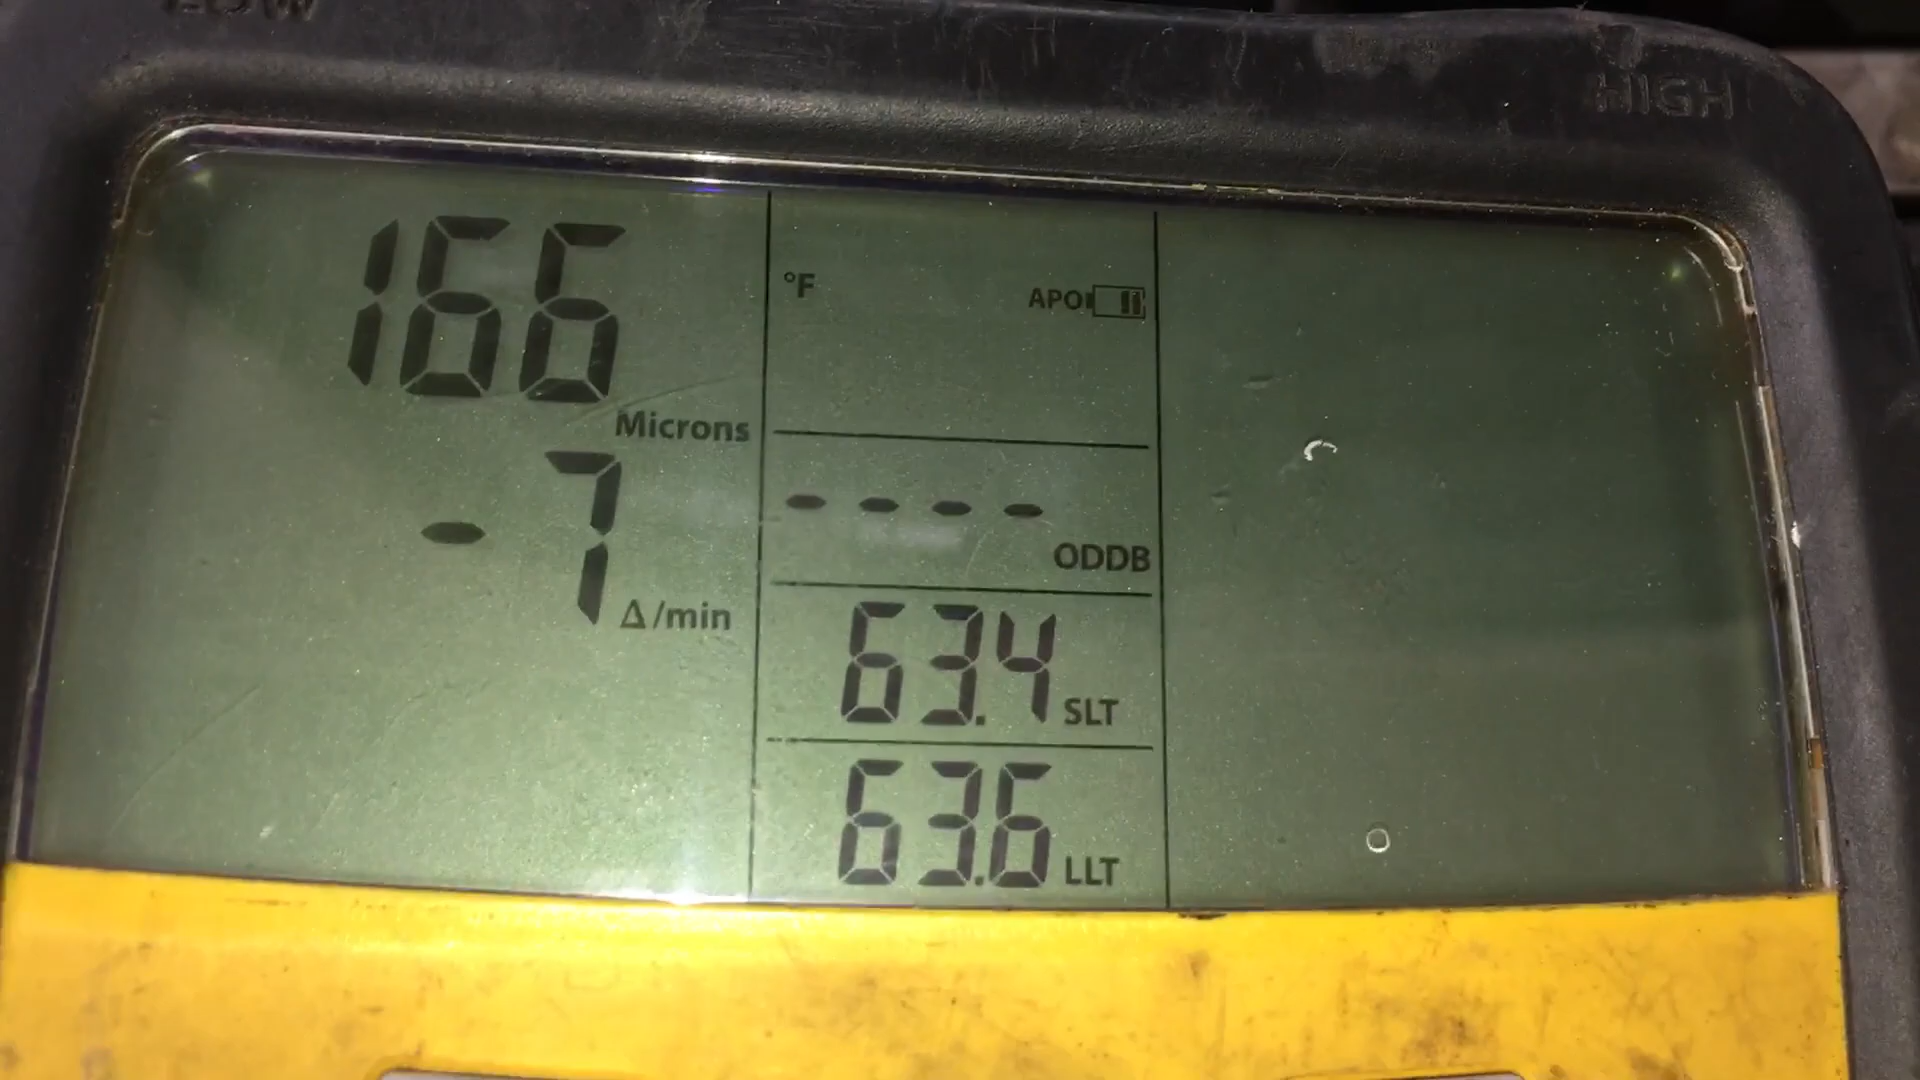 HIGH
166
Microns
- 7
Δ/min
°F
APO
- - - -
ODDB
63.4 SLT
63.6 LLT